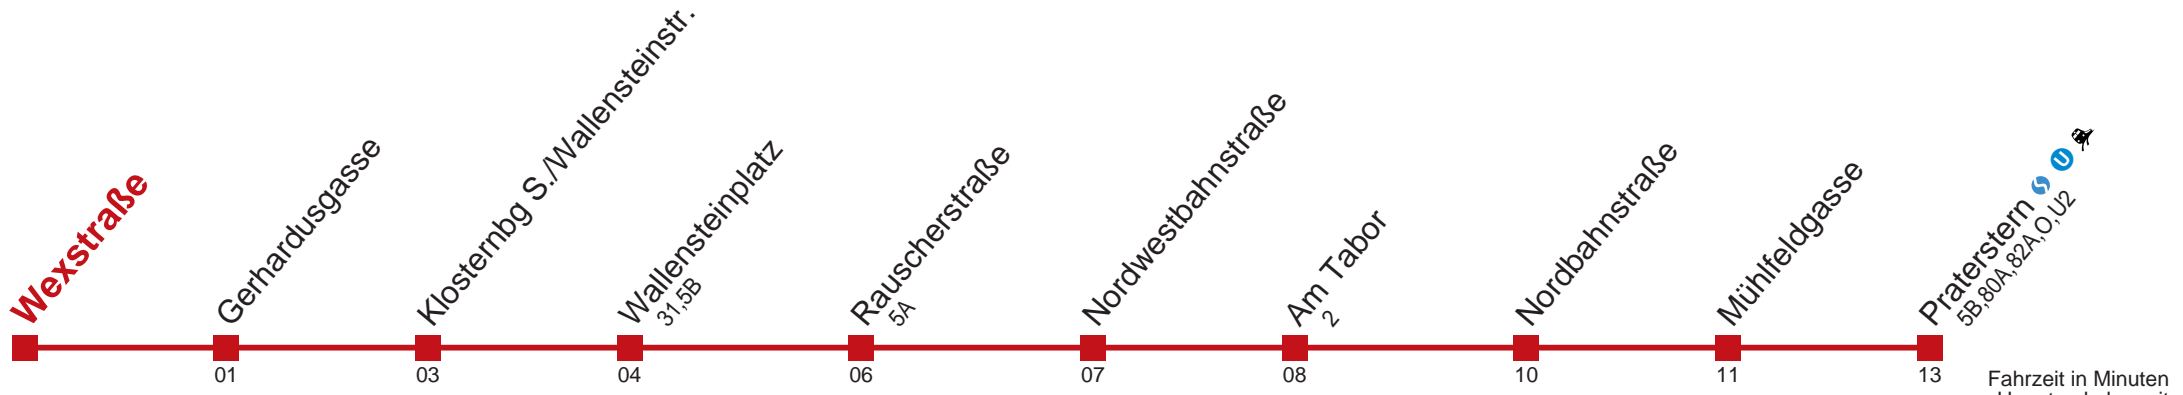 Wexstraße
Gerhardusgasse
Klosternbg S./Wallensteinstr.
Wallensteinplatz
31,5B
Rauscherstraße
5A
Nordwestbahnstraße
Am Tabor
2
Nordbahnstraße
Mühlfeldgasse
Praterstern S U
5B,80A,82A,O,U2
01 03 04 06 07 08 10 11 13
Fahrzeit in Minuten